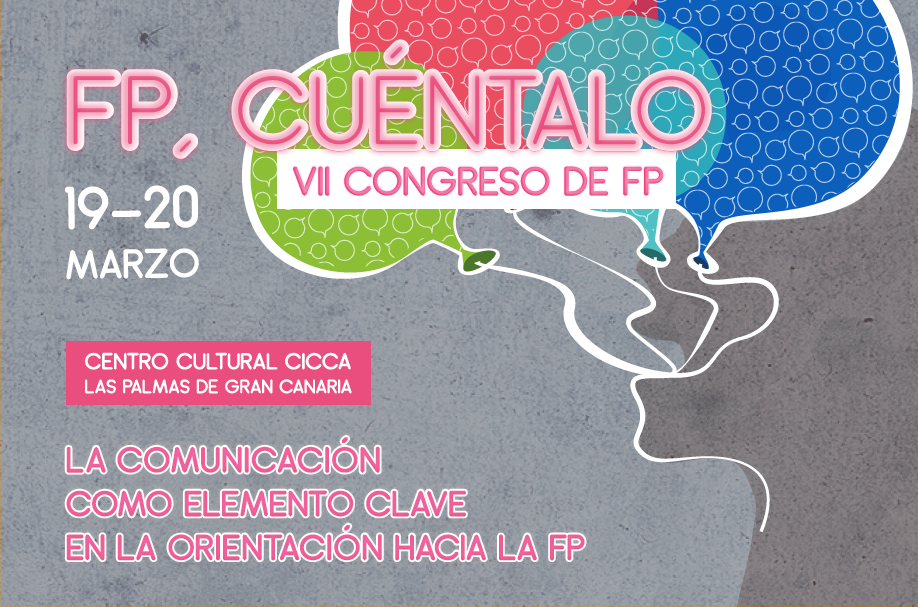 FP, CUÉNTALO
VII CONGRESO DE FP
19–20
MARZO
CENTRO CULTURAL CICCA
LAS PALMAS DE GRAN CANARIA
LA COMUNICACIÓN
COMO ELEMENTO CLAVE
EN LA ORIENTACIÓN HACIA LA FP